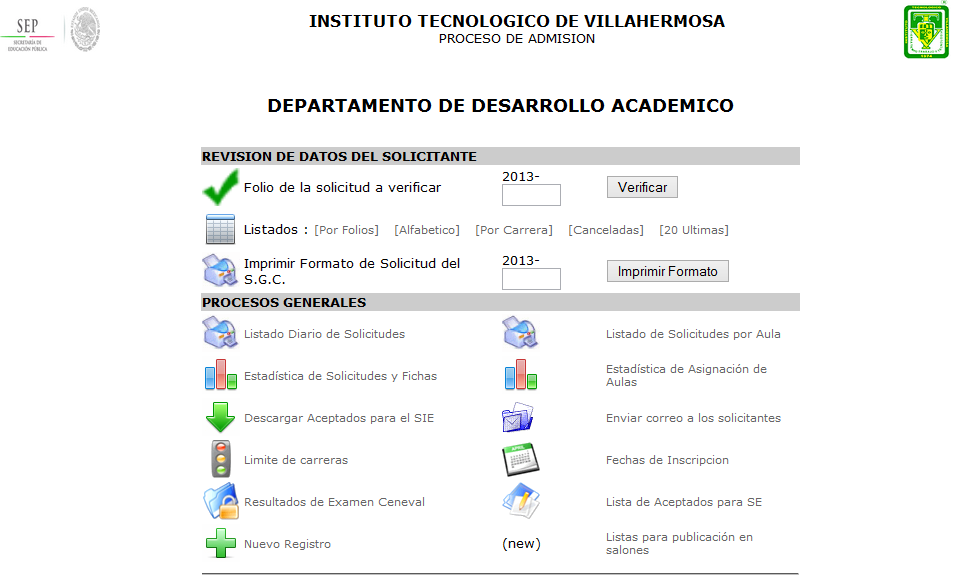 SEP
SECRETARÍA DE
EDUCACIÓN PÚBLICA
INSTITUTO TECNOLOGICO DE VILLAHERMOSA
PROCESO DE ADMISION
DEPARTAMENTO DE DESARROLLO ACADEMICO
REVISION DE DATOS DEL SOLICITANTE
Folio de la solicitud a verificar
2013-
Verificar
Listados : [Por Folios] [Alfabetico] [Por Carrera] [Canceladas] [20 Ultimas]
Imprimir Formato de Solicitud del
S.G.C.
2013-
Imprimir Formato
PROCESOS GENERALES
Listado Diario de Solicitudes
Listado de Solicitudes por Aula
Estadística de Solicitudes y Fichas
Estadística de Asignación de
Aulas
Descargar Aceptados para el SIE
Enviar correo a los solicitantes
Limite de carreras
Fechas de Inscripcion
Resultados de Examen Ceneval
Lista de Aceptados para SE
Nuevo Registro
(new)
Listas para publicación en
salones